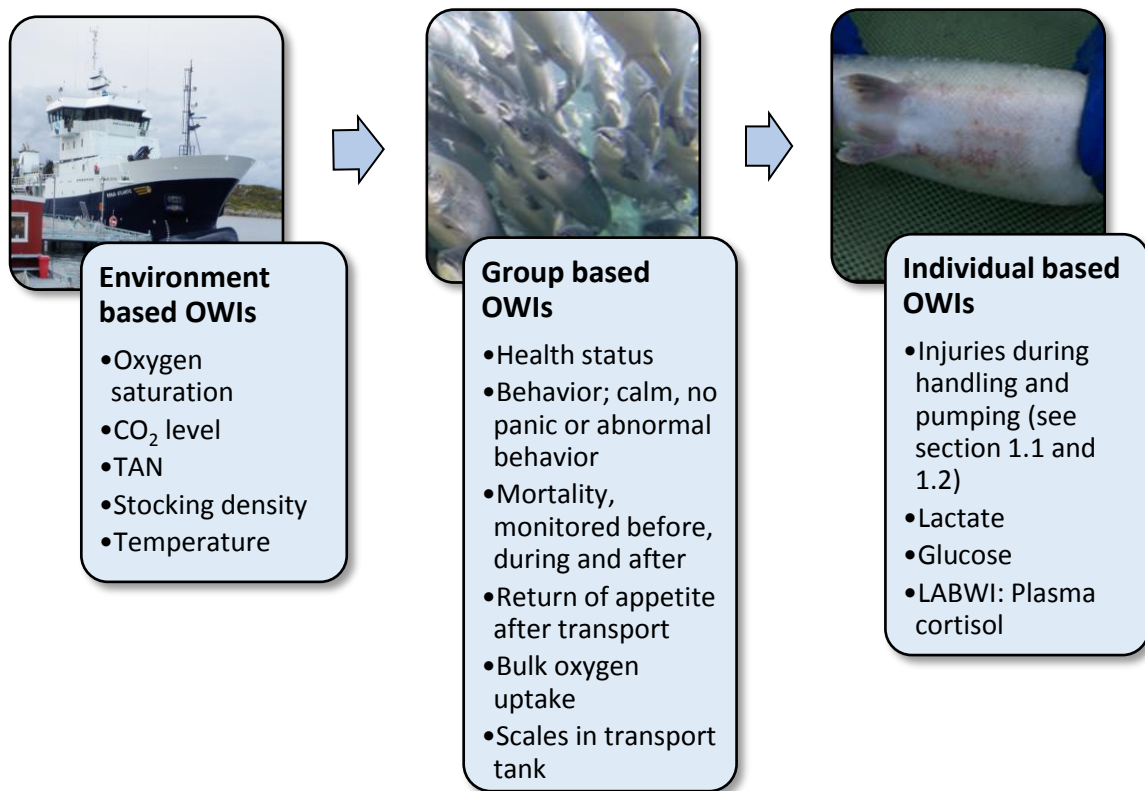 Environment
based OWIs
•Oxygen
saturation
•CO₂ level
•TAN
•Stocking density
•Temperature
Group based
OWIs
•Health status
•Behavior; calm, no
panic or abnormal
behavior
•Mortality,
monitored before,
during and after
•Return of appetite
after transport
•Bulk oxygen
uptake
•Scales in transport
tank
Individual based
OWIs
•Injuries during
handling and
pumping (see
section 1.1 and
1.2)
•Lactate
•Glucose
•LABWI: Plasma
cortisol